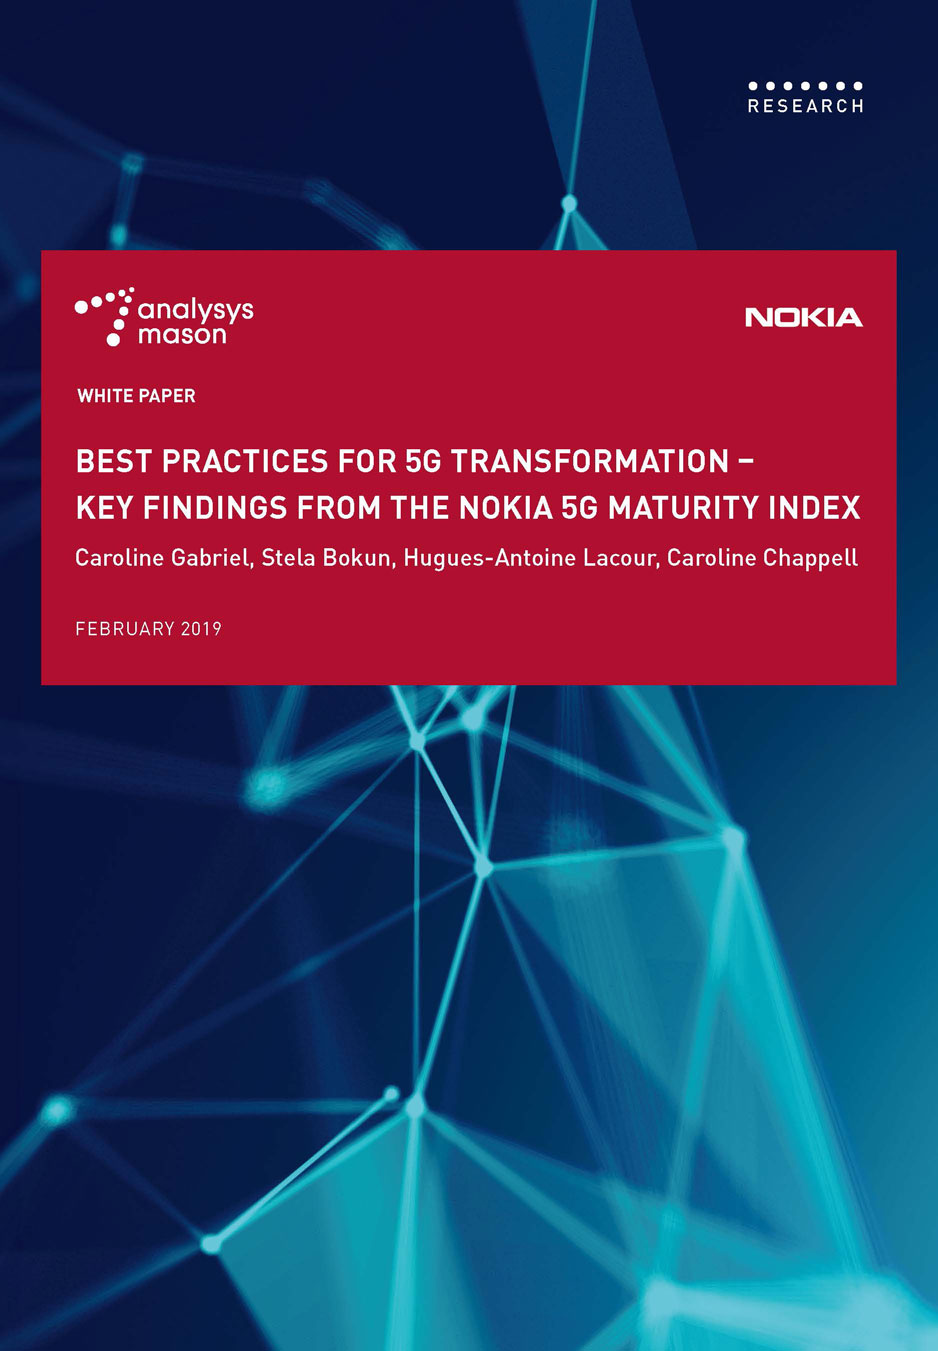 RESEARCH
analysys
mason
NOKIA
WHITE PAPER
BEST PRACTICES FOR 5G TRANSFORMATION –
KEY FINDINGS FROM THE NOKIA 5G MATURITY INDEX
Caroline Gabriel, Stela Bokun, Hugues-Antoine Lacour, Caroline Chappell
FEBRUARY 2019